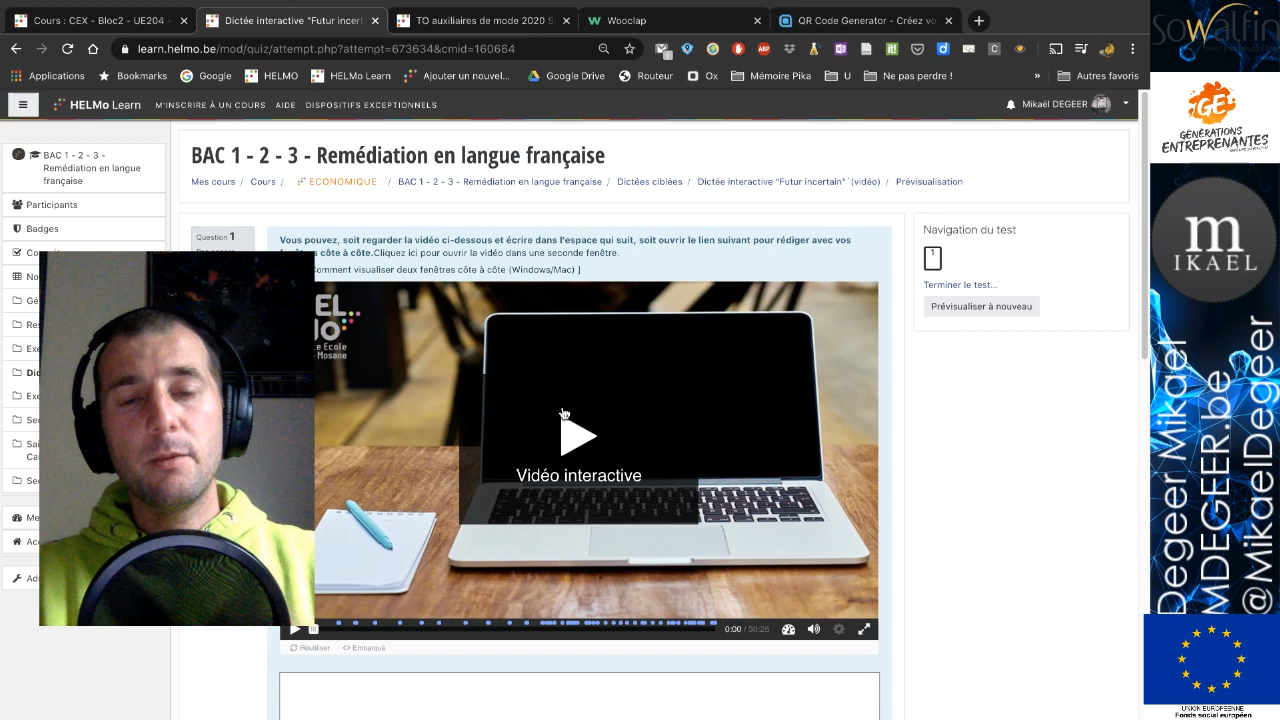 Cours : CEX - Bloc2 - UE204 -
Dictée interactive "Futur incert
TO auxiliaires de mode 2020 S
Wooclap
QR Code Generator - Créez vo
learn.helmo.be/mod/quiz/attempt.php?attempt=673634&cmid=160664
Applications
Bookmarks
Google
HELMO
HELMo Learn
Ajouter un nouvel...
Google Drive
Routeur
Ox
Mémoire Pika
U
Ne pas perdre !
»
Autres favoris
HELMo Learn
M'INSCRIRE À UN COURS
AIDE
DISPOSITIFS EXCEPTIONNELS
Mikaël DEGEER
BAC 1 - 2 - 3 -
Remédiation en langue
française
Participants
Badges
BAC 1 - 2 - 3 - Remédiation en langue française
Mes cours / Cours / ECONOMIQUE / BAC 1 - 2 - 3 - Remédiation en langue française / Dictées ciblées / Dictée interactive "Futur incertain" (vidéo) / Prévisualisation
Question 1
Vous pouvez, soit regarder la vidéo ci-dessous et écrire dans l'espace qui suit, soit ouvrir le lien suivant pour rédiger avec vos
côte à côte.Cliquez ici pour ouvrir la vidéo dans une seconde fenêtre.
Comment visualiser deux fenêtres côte à côte (Windows/Mac) ]
Vidéo interactive
0:00 / 30:25
Réutiliser
<> Embarqué
Navigation du test
1
Terminer le test...
Prévisualiser à nouveau
sowalfin
GE
GÉNÉRATIONS
ENTREPRENANTES
m
IKAEL
Degeer Mikael
MDEGEER.be
@MikaelDegeer
UNION EUROPEENNE
Fonds social européen